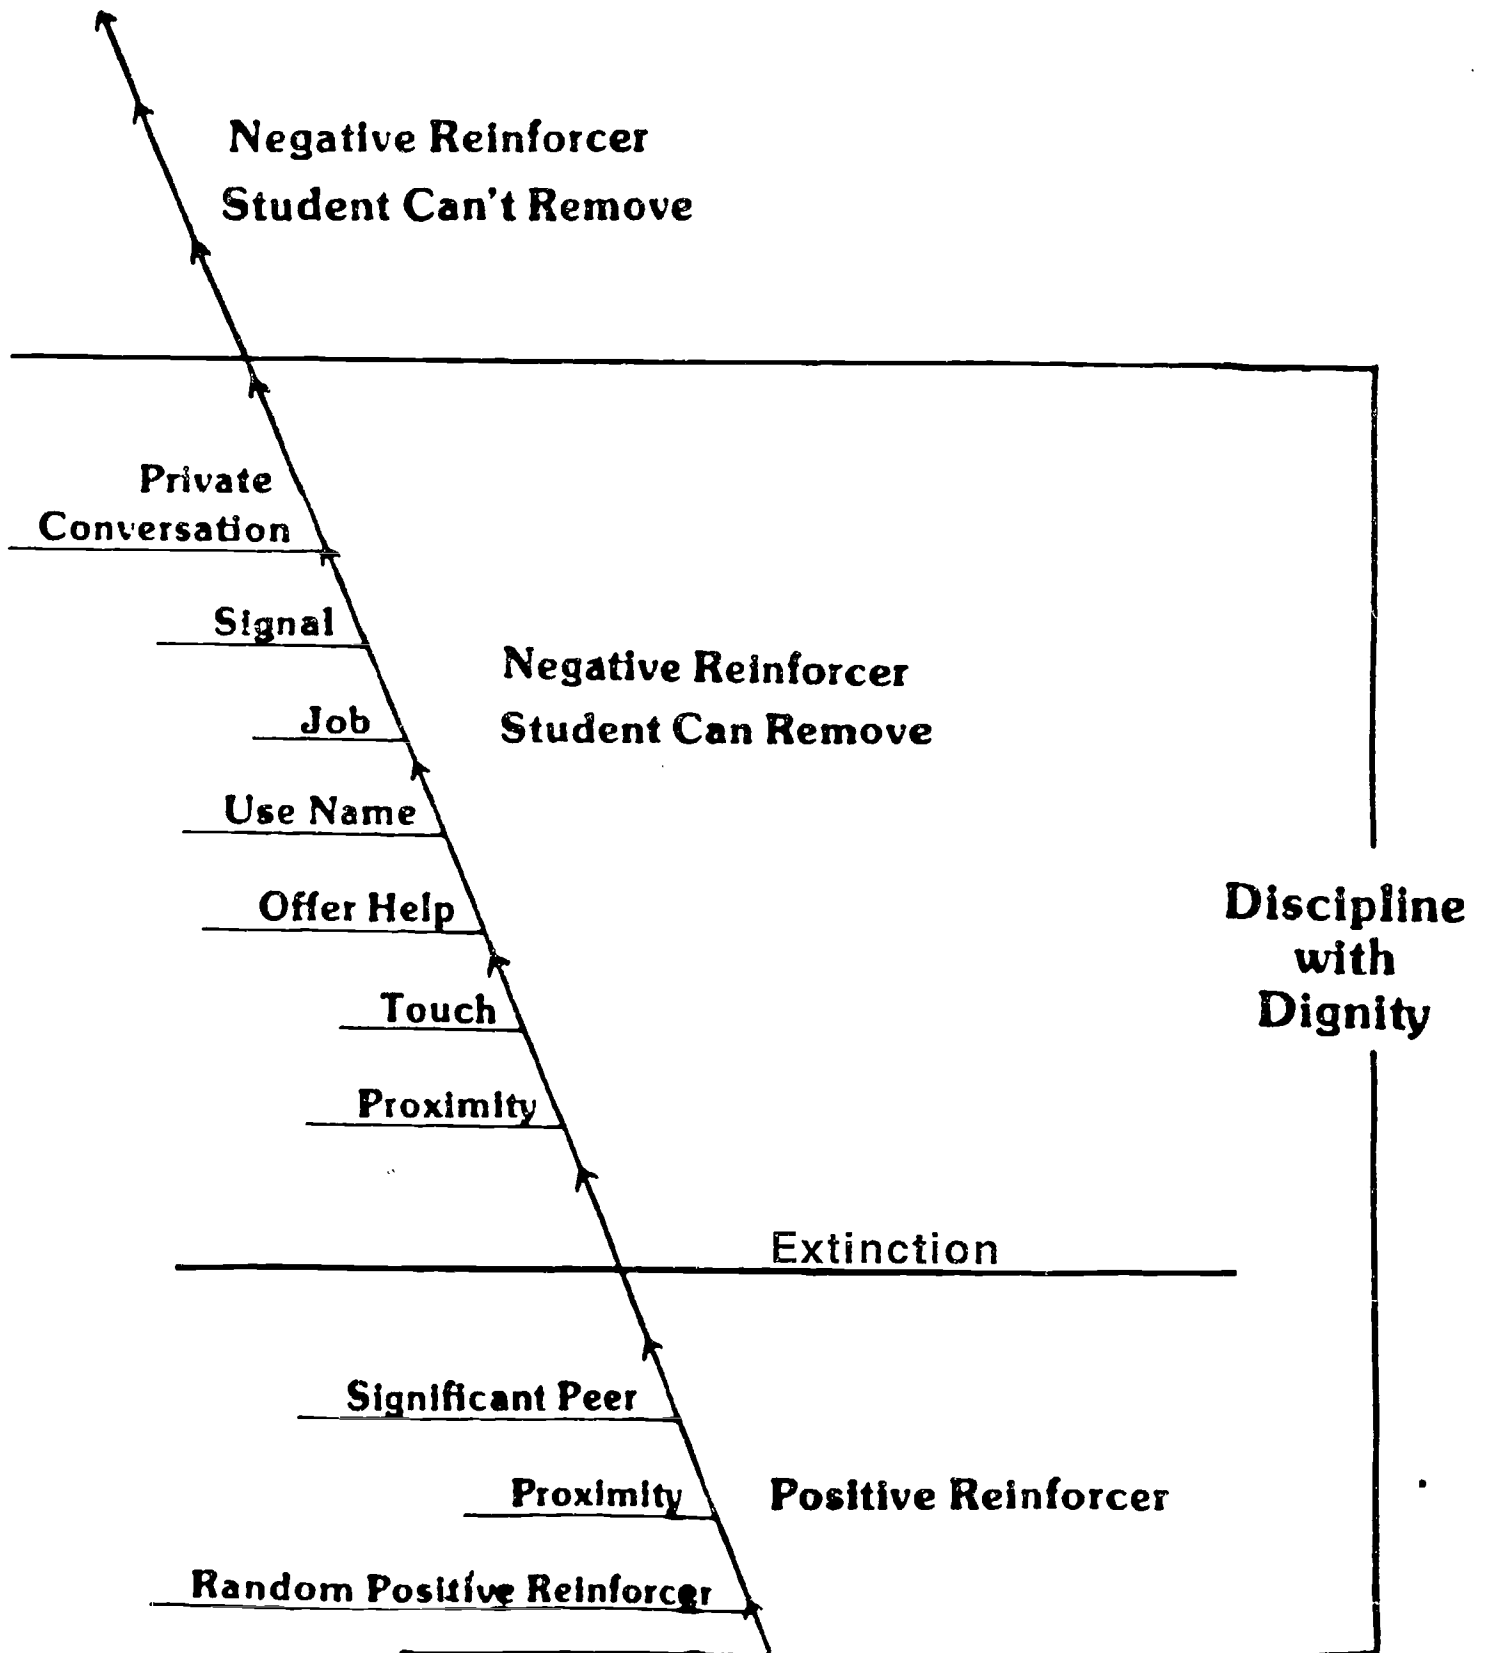 Negative Reinforcer
Student Can't Remove
Private
Conversation
Signal
Negative Reinforcer
Student Can Remove
Job
Use Name
Offer Help
Discipline
with
Dignity
Touch
Proximity
Extinction
Significant Peer
Proximity
Positive Reinforcer
Random Positive Reinforcer